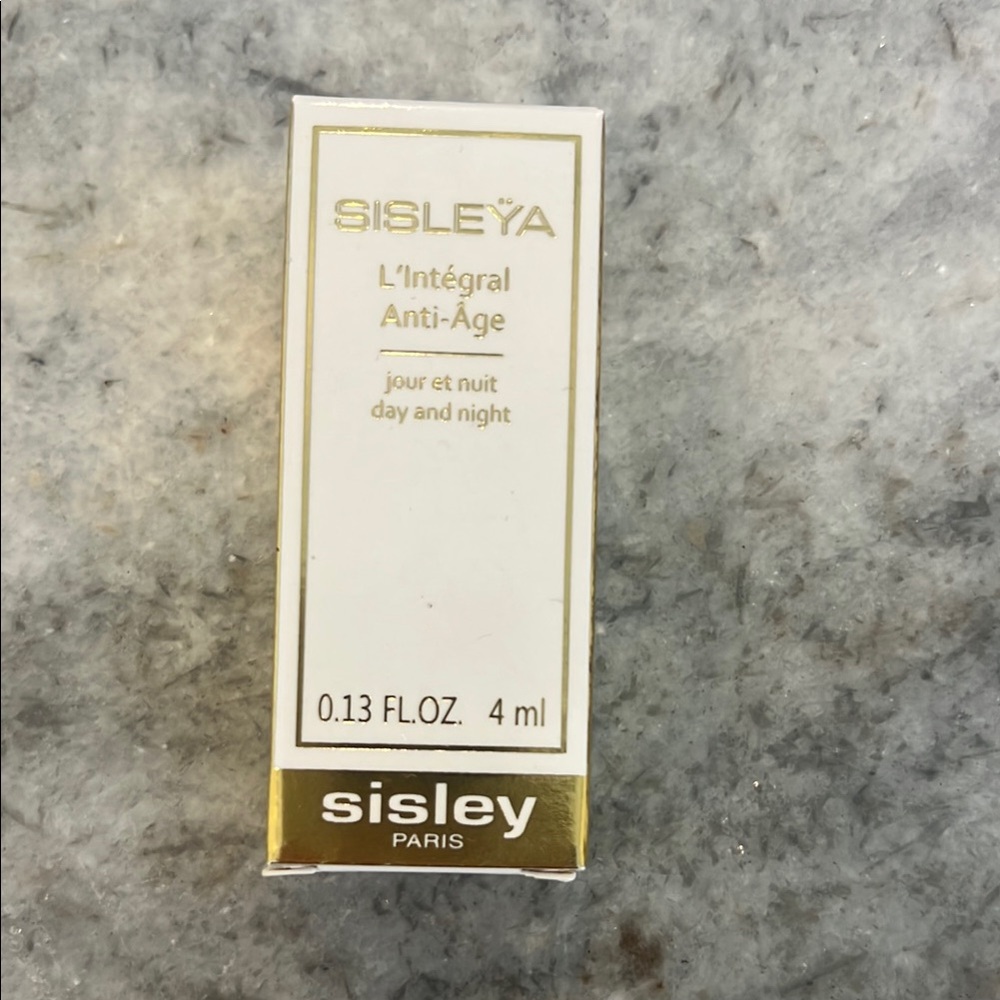 SISLEŸA
L'Intégral
Anti-Âge
jour et nuit
day and night
0.13 FL.OZ. 4 ml
sisley
PARIS